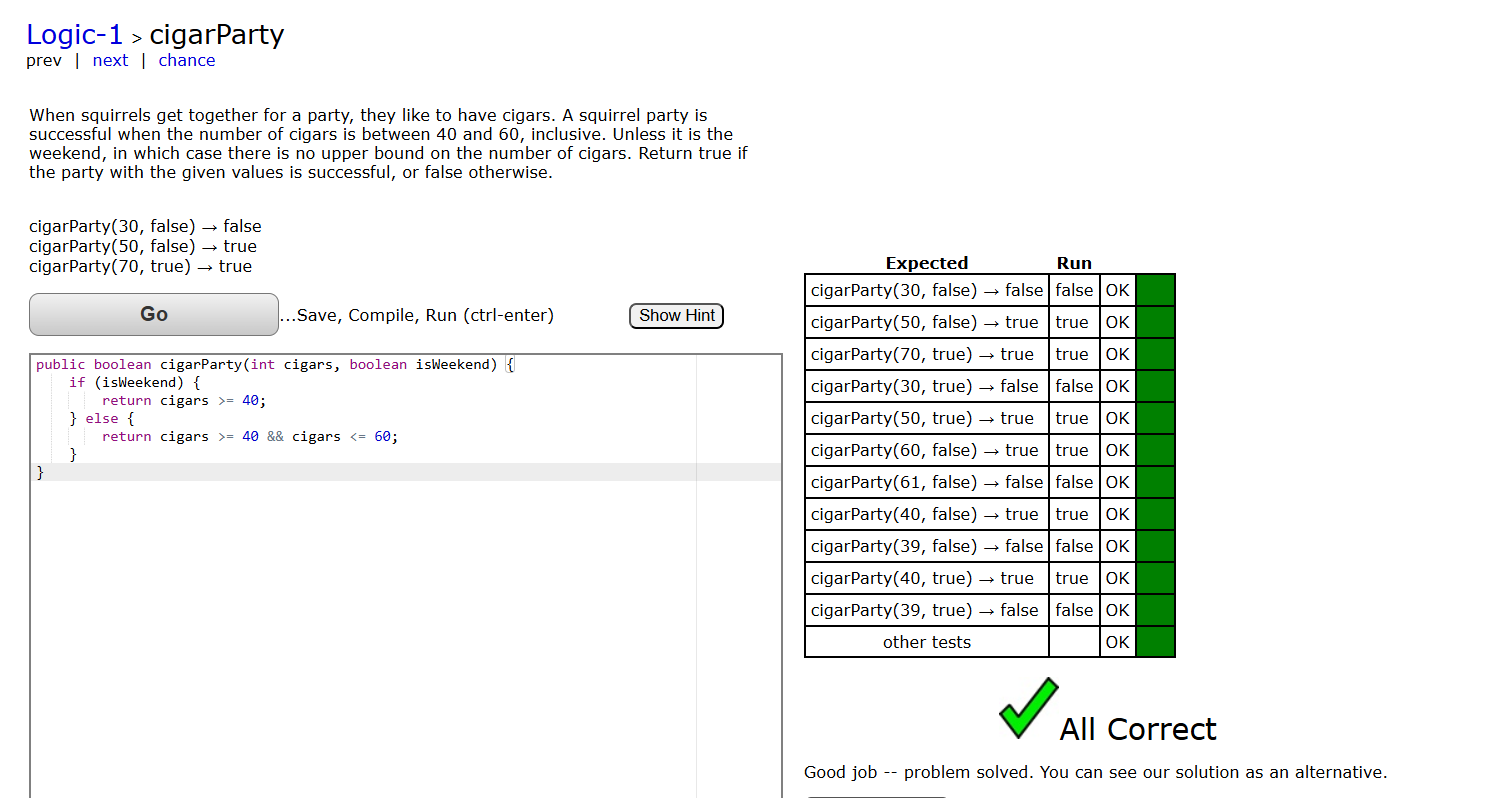 Logic-1 > cigarParty
prev | next | chance
When squirrels get together for a party, they like to have cigars. A squirrel party is
successful when the number of cigars is between 40 and 60, inclusive. Unless it is the
weekend, in which case there is no upper bound on the number of cigars. Return true if
the party with the given values is successful, or false otherwise.
cigarParty(30, false) → false
cigarParty(50, false) → true
cigarParty(70, true) → true
Go ...Save, Compile, Run (ctrl-enter) Show Hint
public boolean cigarParty(int cigars, boolean isWeekend) {
    if (isWeekend) {
        return cigars >= 40;
    } else {
        return cigars >= 40 && cigars <= 60;
    }
}
Expected Run
cigarParty(30, false) → false false OK
cigarParty(50, false) → true true OK
cigarParty(70, true) → true true OK
cigarParty(30, true) → false false OK
cigarParty(50, true) → true true OK
cigarParty(60, false) → true true OK
cigarParty(61, false) → false false OK
cigarParty(40, false) → true true OK
cigarParty(39, false) → false false OK
cigarParty(40, true) → true true OK
cigarParty(39, true) → false false OK
other tests OK
All Correct
Good job -- problem solved. You can see our solution as an alternative.